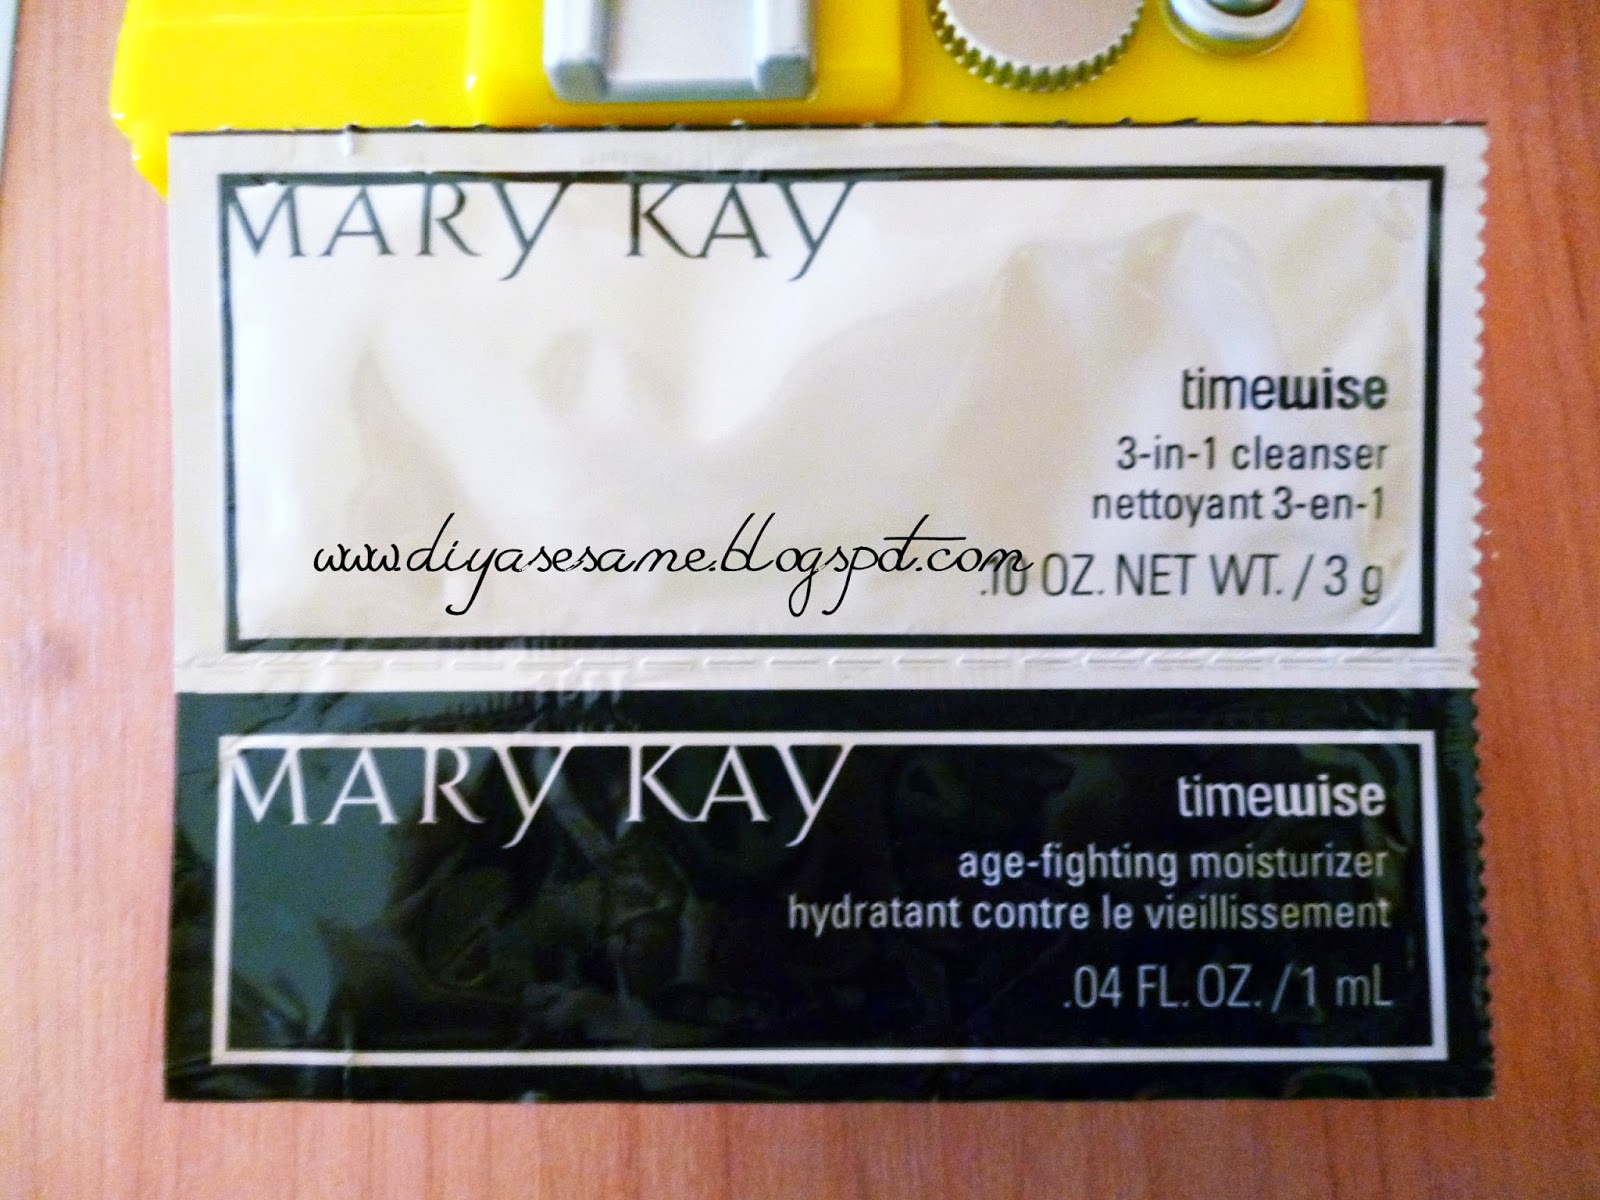 MARY KAY
timewise
3-in-1 cleanser
nettoyant 3-en-1
www.diyasesame.blogspot.com
.10 OZ. NET WT. / 3 g
MARY KAY
timewise
age-fighting moisturizer
hydratant contre le vieillissement
.04 FL. OZ. / 1 mL